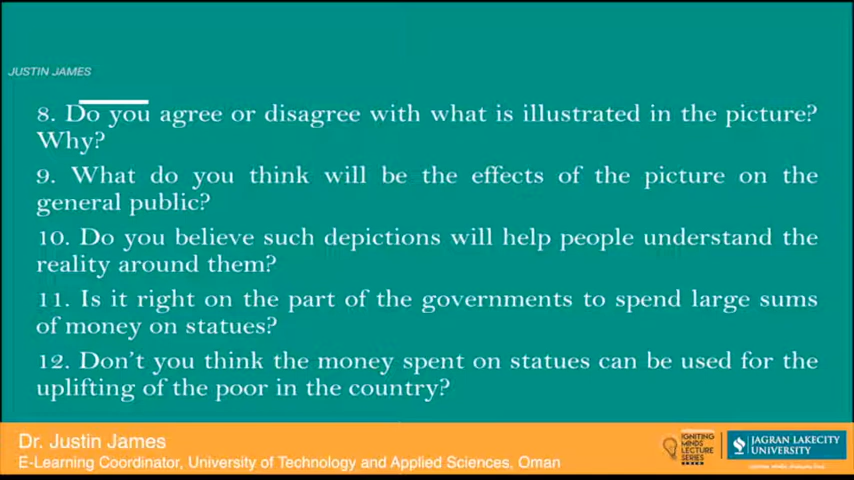 JUSTIN JAMES
8. Do you agree or disagree with what is illustrated in the picture?
Why?
9. What do you think will be the effects of the picture on the
general public?
10. Do you believe such depictions will help people understand the
reality around them?
11. Is it right on the part of the governments to spend large sums
of money on statues?
12. Don't you think the money spent on statues can be used for the
uplifting of the poor in the country?
Dr. Justin James
E-Learning Coordinator, University of Technology and Applied Sciences, Oman
IGNITING
MINDS
LECTURE
SERIES
JAGRAN LAKECITY
UNIVERSITY